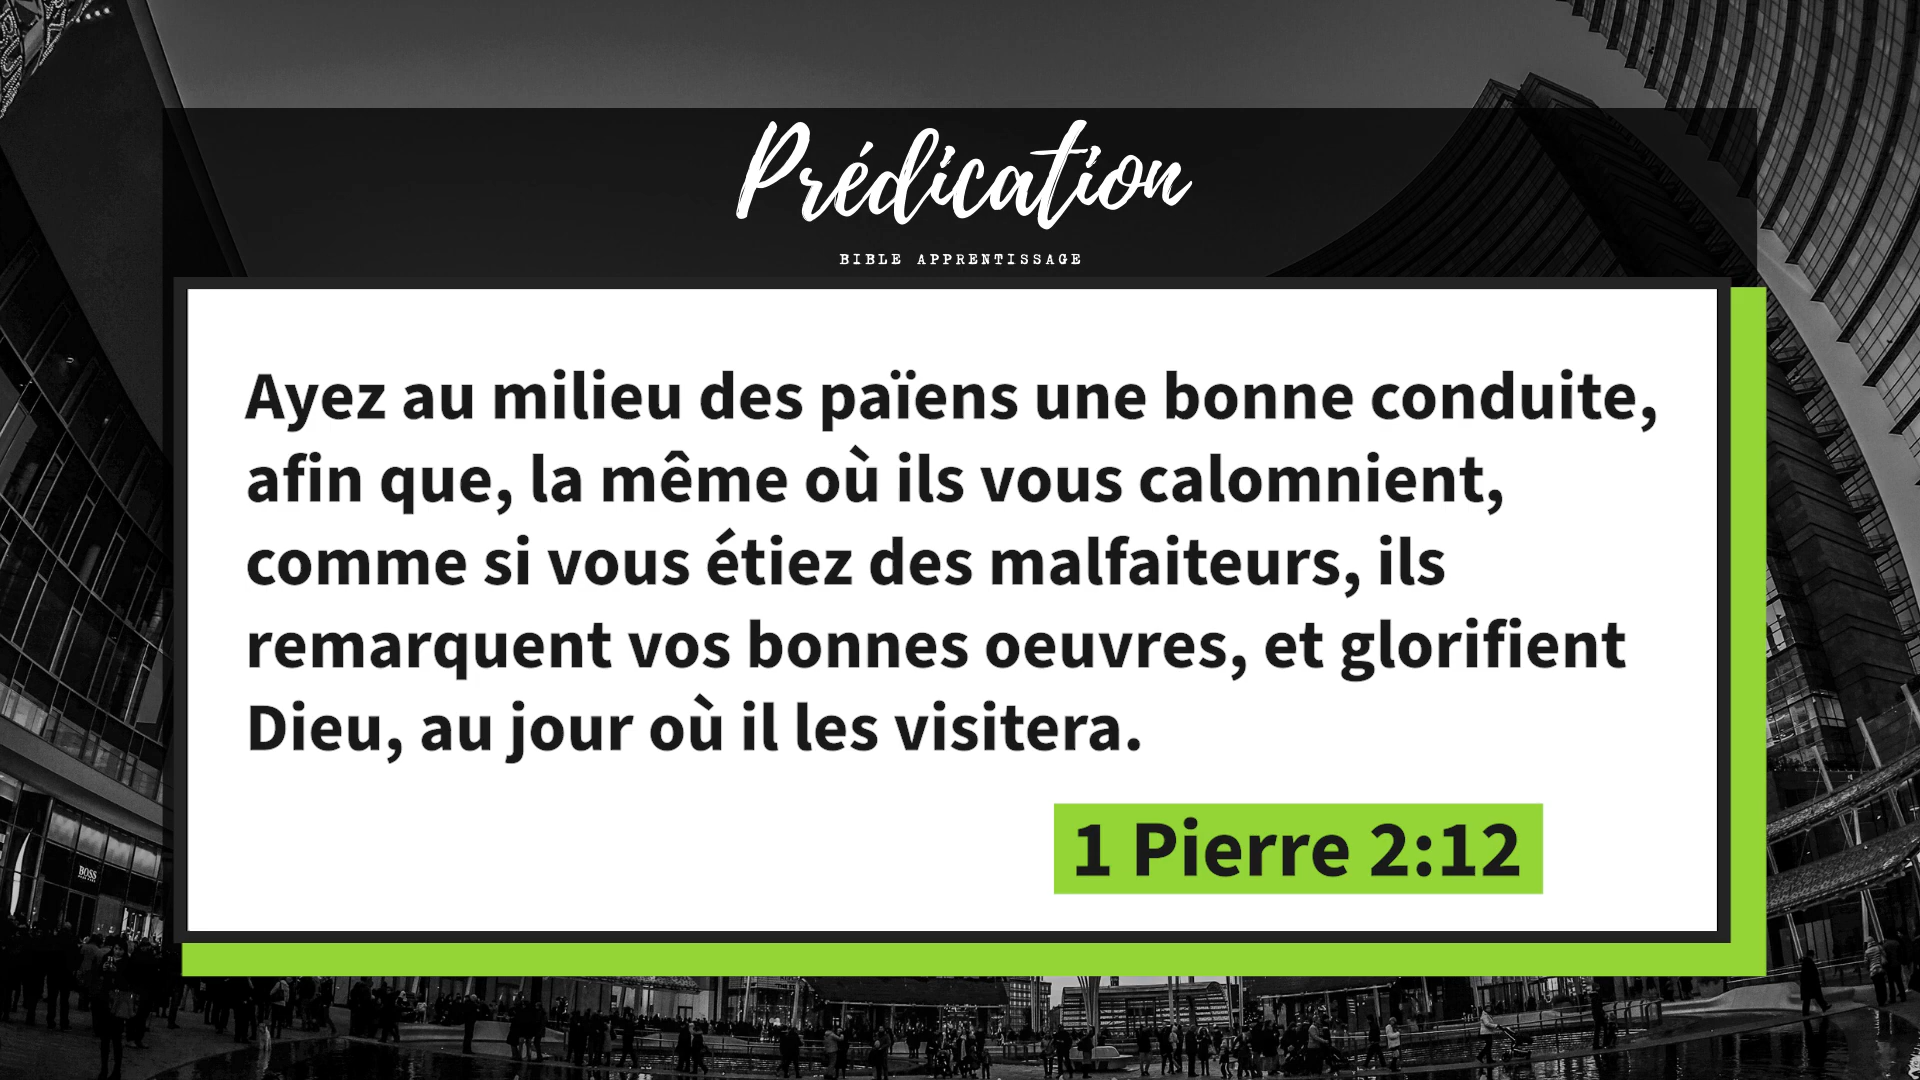 Prédication
BIBLE APPRENTISSAGE
Ayez au milieu des païens une bonne conduite,
afin que, la même où ils vous calomnient,
comme si vous étiez des malfaiteurs, ils
remarquent vos bonnes oeuvres, et glorifient
Dieu, au jour où il les visitera.
1 Pierre 2:12
BOSS